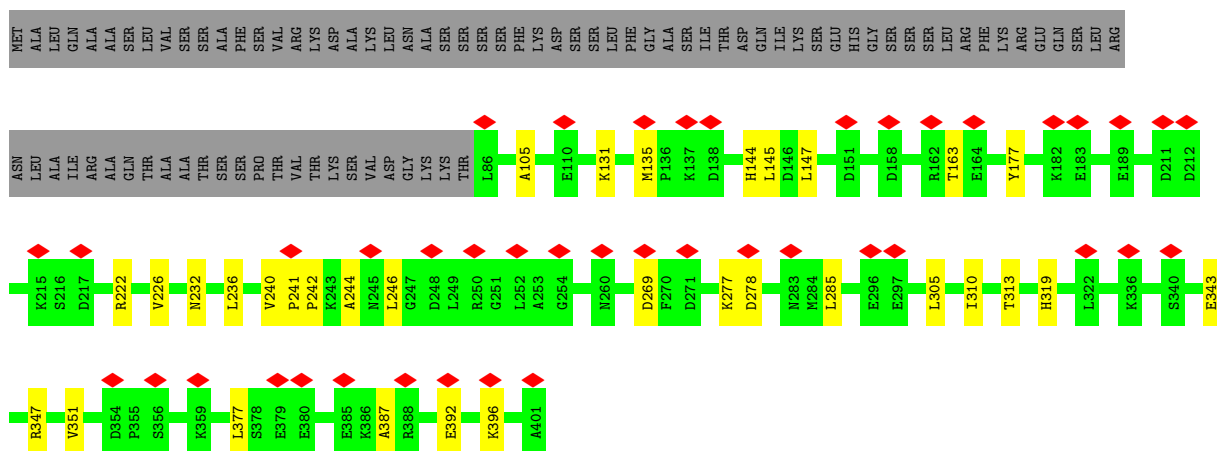 MET ALA LEU GLN ALA ALA SER LEU VAL SER SER ALA PHE SER VAL ARG LYS ASP ALA LYS LEU ASN ALA SER SER SER SER PHE LYS ASP SER SER LEU PHE GLY ALA SER ILE THR ASP GLN ILE LYS SER GLU HIS GLY SER SER SER LEU ARG PHE LYS ARG GLU GLN SER LEU ARG
ASN LEU ALA ILE ARG ALA GLN THR ALA ALA THR SER SER PRO THR VAL THR LYS SER VAL ASP GLY LYS LYS THR L86 A105 E110 K131 M135 P136 K137 D138 H144 L145 D146 L147 D151 D158 R162 T163 E164 Y177 K182 E183 E189 D211 D212
K215 S216 D217 R222 V226 N232 L236 V240 P241 P242 K243 A244 N245 L246 G247 D248 L249 R250 G251 L252 A253 G254 N260 D269 F270 D271 K277 D278 N283 M284 L285 E296 E297 L305 I310 T313 H319 L322 K336 S340 E343
R347 V351 D354 P355 S356 K359 L377 S378 E379 E380 E385 K386 A387 R388 E392 K396 A401